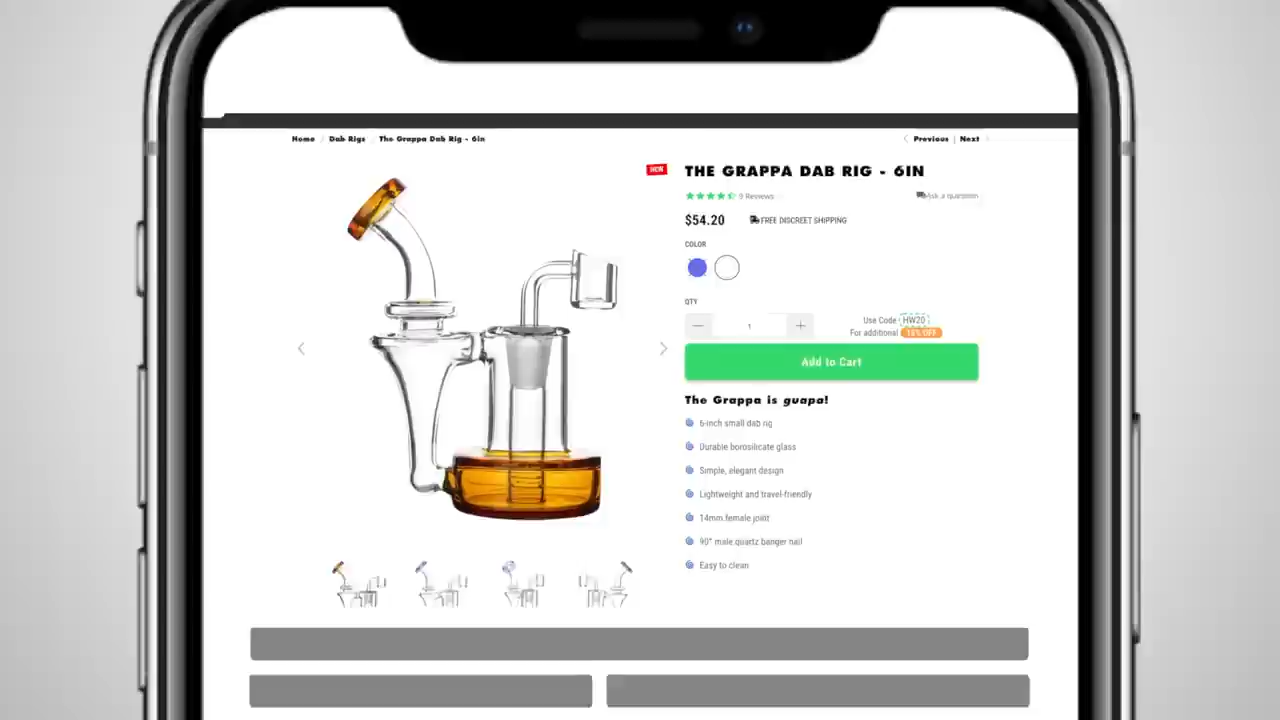 Home / Dab Rigs / The Grappa Dab Rig - 6in
Previous | Next
NEW
THE GRAPPA DAB RIG - 6IN
9 Reviews
Ask a question
$54.20
FREE DISCREET SHIPPING
COLOR
QTY
1
Use Code HW20
For additional 10% OFF
Add to Cart
The Grappa is guapa!
6-inch small dab rig
Durable borosilicate glass
Simple, elegant design
Lightweight and travel-friendly
14mm female joint
90° male quartz banger nail
Easy to clean